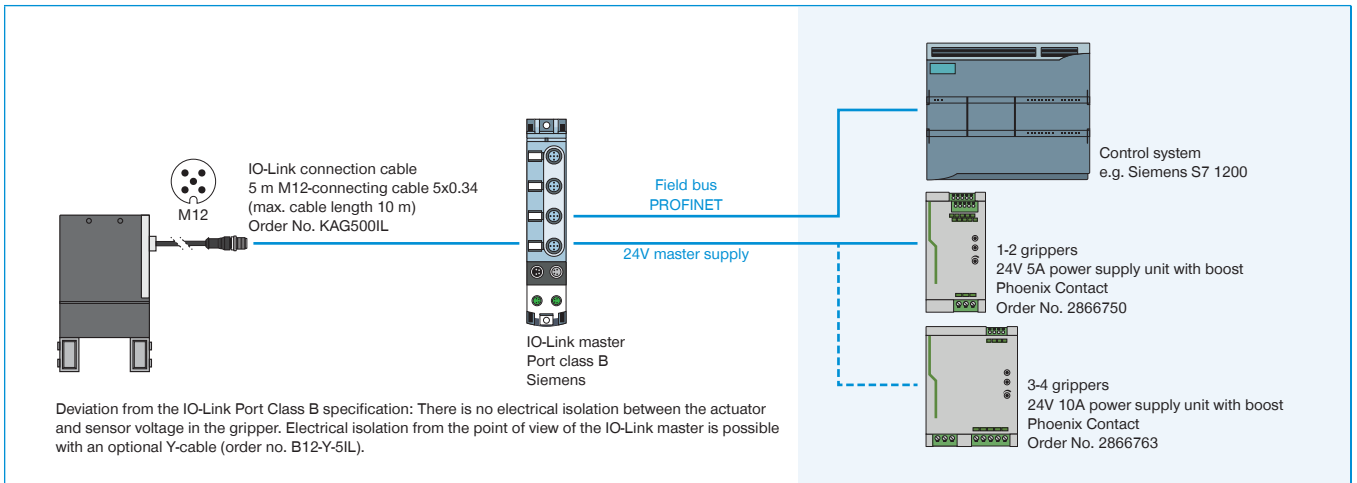 M12
IO-Link connection cable
5 m M12-connecting cable 5x0.34
(max. cable length 10 m)
Order No. KAG500IL
IO-Link master
Port class B
Siemens
Field bus
PROFINET
24V master supply
Control system
e.g. Siemens S7 1200
1-2 grippers
24V 5A power supply unit with boost
Phoenix Contact
Order No. 2866750
3-4 grippers
24V 10A power supply unit with boost
Phoenix Contact
Order No. 2866763
Deviation from the IO-Link Port Class B specification: There is no electrical isolation between the actuator
and sensor voltage in the gripper. Electrical isolation from the point of view of the IO-Link master is possible
with an optional Y-cable (order no. B12-Y-5IL).